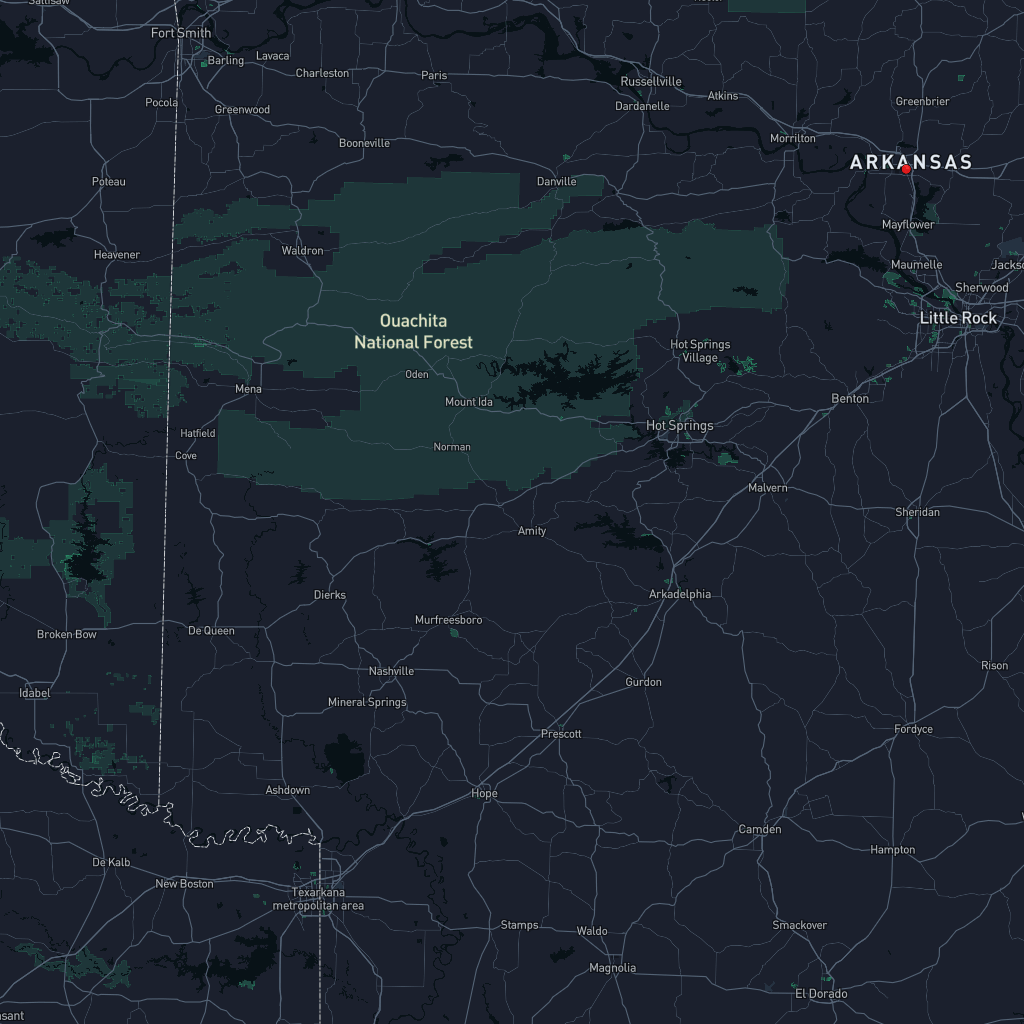 Sallisaw
Fort Smith
Barling
Lavaca
Charleston
Paris
Russellville
Atkins
Dardanelle
Greenbrier
Pocola
Greenwood
Booneville
Morrilton
ARKANSAS
Poteau
Danville
Mayflower
Heavener
Waldron
Maumelle
Sherwood
Little Rock
Ouachita
National Forest
Hot Springs
Village
Oden
Mena
Mount Ida
Benton
Hot Springs
Hatfield
Norman
Cove
Malvern
Sheridan
Amity
Dierks
Arkadelphia
Murfreesboro
Broken Bow
De Queen
Nashville
Rison
Gurdon
Idabel
Mineral Springs
Fordyce
Prescott
Ashdown
Hope
Camden
Hampton
De Kalb
New Boston
Texarkana
metropolitan area
Stamps
Waldo
Smackover
Magnolia
El Dorado